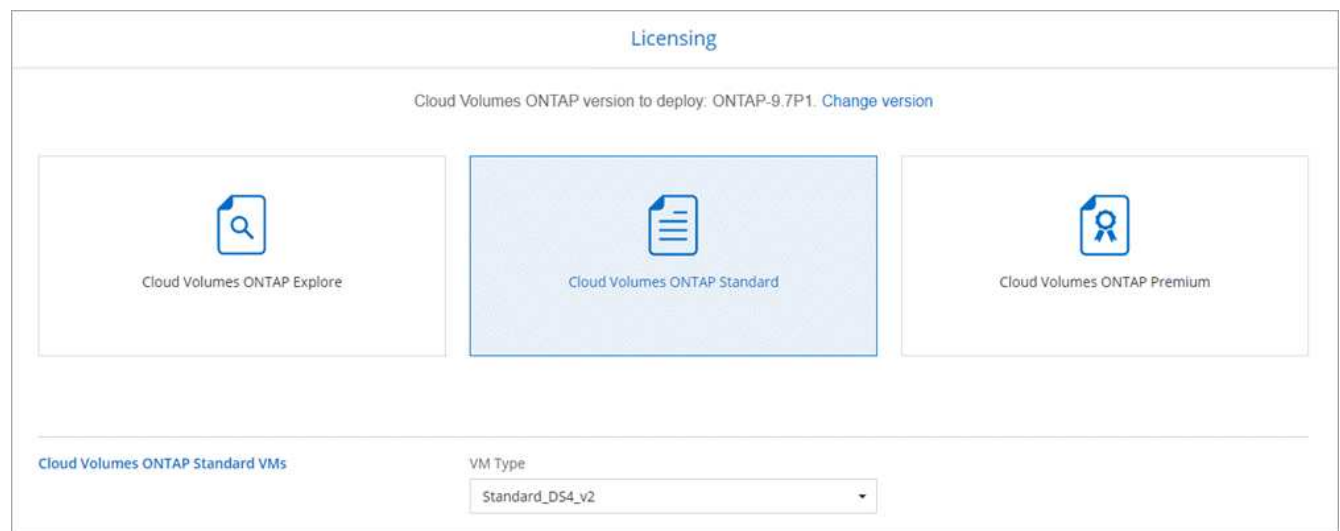 Licensing
Cloud Volumes ONTAP version to deploy: ONTAP-9.7P1. Change version
Cloud Volumes ONTAP Explore
Cloud Volumes ONTAP Standard
Cloud Volumes ONTAP Premium
Cloud Volumes ONTAP Standard VMs
VM Type
Standard_DS4_v2